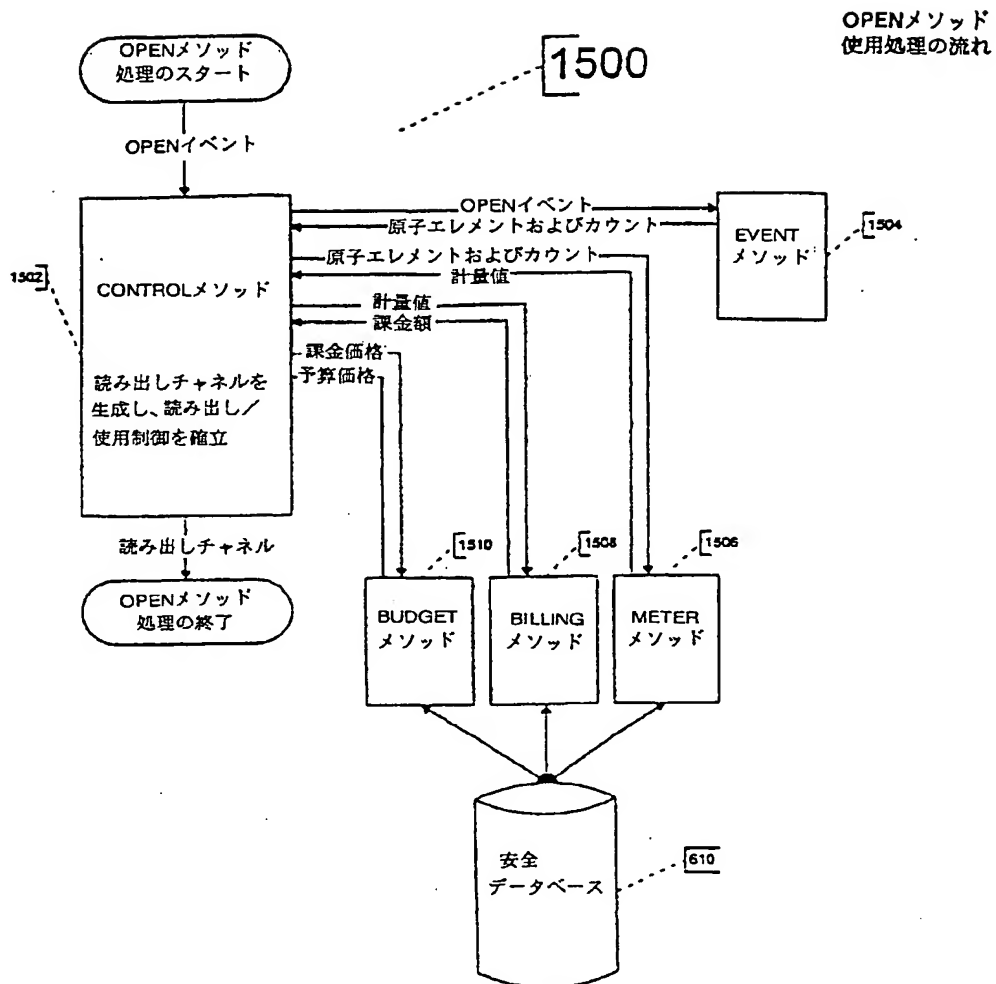 OPENメソッド
使用処理の流れ
OPENメソッド
処理のスタート
1500
OPENイベント
OPENイベント
原子エレメントおよびカウント
EVENT
メソッド
1504
原子エレメントおよびカウント
計量値
1502
CONTROLメソッド
計量値
課金額
課金価格
予算価格
読み出しチャネルを
生成し、読み出し/
使用制御を確立
読み出しチャネル
OPENメソッド
処理の終了
1510
1508
1506
BUDGET
メソッド
BILLING
メソッド
METER
メソッド
安全
データベース
610